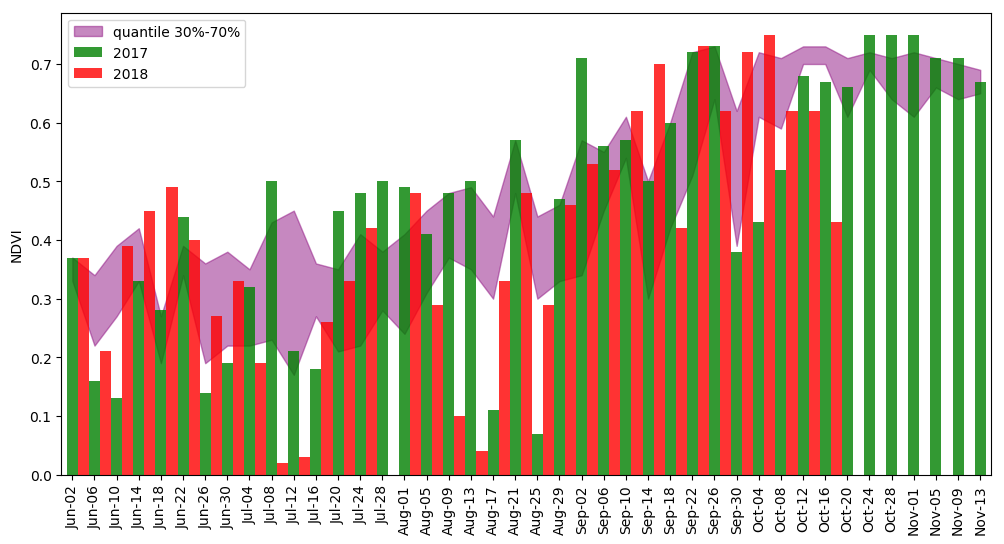 quantile 30%-70%
2017
2018
NDVI
0.7
0.6
0.5
0.4
0.3
0.2
0.1
0.0
Jun-02
Jun-06
Jun-10
Jun-14
Jun-18
Jun-22
Jun-26
Jun-30
Jul-04
Jul-08
Jul-12
Jul-16
Jul-20
Jul-24
Jul-28
Aug-01
Aug-05
Aug-09
Aug-13
Aug-17
Aug-21
Aug-25
Aug-29
Sep-02
Sep-06
Sep-10
Sep-14
Sep-18
Sep-22
Sep-26
Sep-30
Oct-04
Oct-08
Oct-12
Oct-16
Oct-20
Oct-24
Oct-28
Nov-01
Nov-05
Nov-09
Nov-13